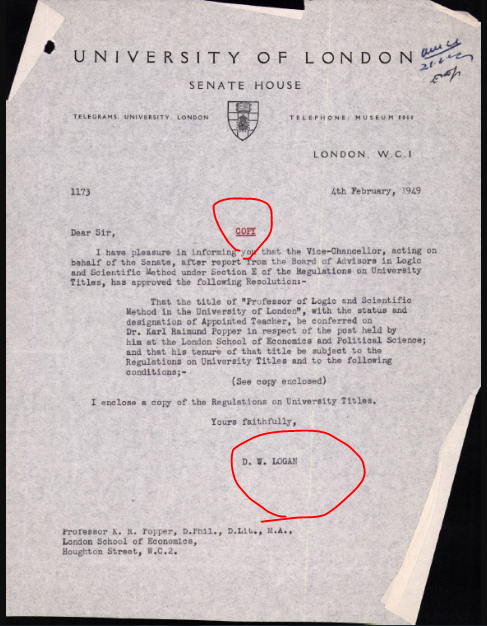 UNIVERSITY OF LONDON
SENATE HOUSE
TELEGRAMS: UNIVERSITY, LONDON
TELEPHONE: MUSEUM 8000
LONDON, W.C.1
1173
4th February, 1949
Dear Sir,
COPY
I have pleasure in informing you that the Vice-Chancellor, acting on
behalf of the Senate, after report from the Board of Advisors in Logic
and Scientific Method under Section E of the Regulations on University
Titles, has approved the following Resolution:-
That the title of "Professor of Logic and Scientific
Method in the University of London", with the status and
designation of Appointed Teacher, be conferred on
Dr. Karl Raimund Popper in respect of the post held by
him at the London School of Economics and Political Science;
and that his tenure of that title be subject to the
Regulations on University Titles and to the following
conditions;-
(See copy enclosed)
I enclose a copy of the Regulations on University Titles.
Yours faithfully,
D. W. LOGAN
Professor K. R. Popper, D.Phil., D.Lit., M.A.,
London School of Economics,
Houghton Street, W.C.2.